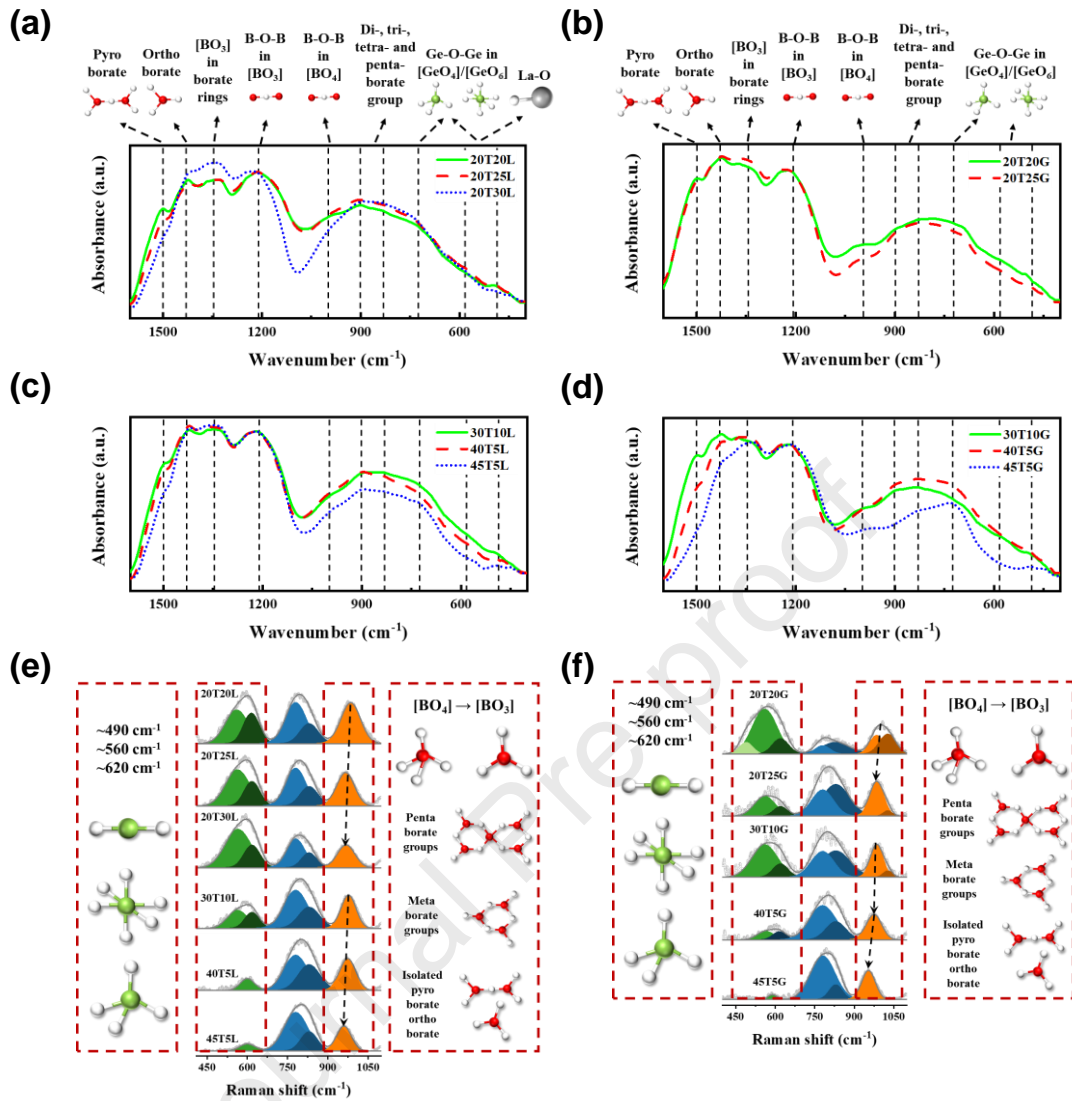 (a)
Pyro
borate
Ortho
borate
[BO₃]
in
borate
rings
B-O-B
in
[BO₃]
B-O-B
in
[BO₄]
Di-, tri-,
tetra- and
penta-
borate
group
Ge-O-Ge in
[GeO₄]/[GeO₆]
La-O
20T20L
20T25L
20T30L
Absorbance (a.u.)
1500 1200 900 600
Wavenumber (cm⁻¹)
(b)
Pyro
borate
Ortho
borate
[BO₃]
in
borate
rings
B-O-B
in
[BO₃]
B-O-B
in
[BO₄]
Di-, tri-,
tetra- and
penta-
borate
group
Ge-O-Ge in
[GeO₄]/[GeO₆]
20T20G
20T25G
Absorbance (a.u.)
1500 1200 900 600
Wavenumber (cm⁻¹)
(c)
30T10L
40T5L
45T5L
Absorbance (a.u.)
1500 1200 900 600
Wavenumber (cm⁻¹)
(d)
30T10G
40T5G
45T5G
Absorbance (a.u.)
1500 1200 900 600
Wavenumber (cm⁻¹)
(e)
~490 cm⁻¹
~560 cm⁻¹
~620 cm⁻¹
20T20L
20T25L
20T30L
30T10L
40T5L
45T5L
450 600 750 900 1050
Raman shift (cm⁻¹)
[BO₄] → [BO₃]
Penta
borate
groups
Meta
borate
groups
Isolated
pyro
borate
ortho
borate
(f)
~490 cm⁻¹
~560 cm⁻¹
~620 cm⁻¹
20T20G
20T25G
30T10G
40T5G
45T5G
450 600 750 900 1050
Raman shift (cm⁻¹)
[BO₄] → [BO₃]
Penta
borate
groups
Meta
borate
groups
Isolated
pyro
borate
ortho
borate
Journal Pre-proof